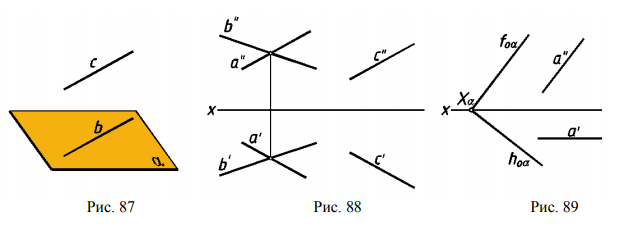 c
b
α
Рис. 87
b"
a"
c"
x
a'
b'
c'
Рис. 88
f₀α
a"
Xα
x
a'
h₀α
Рис. 89